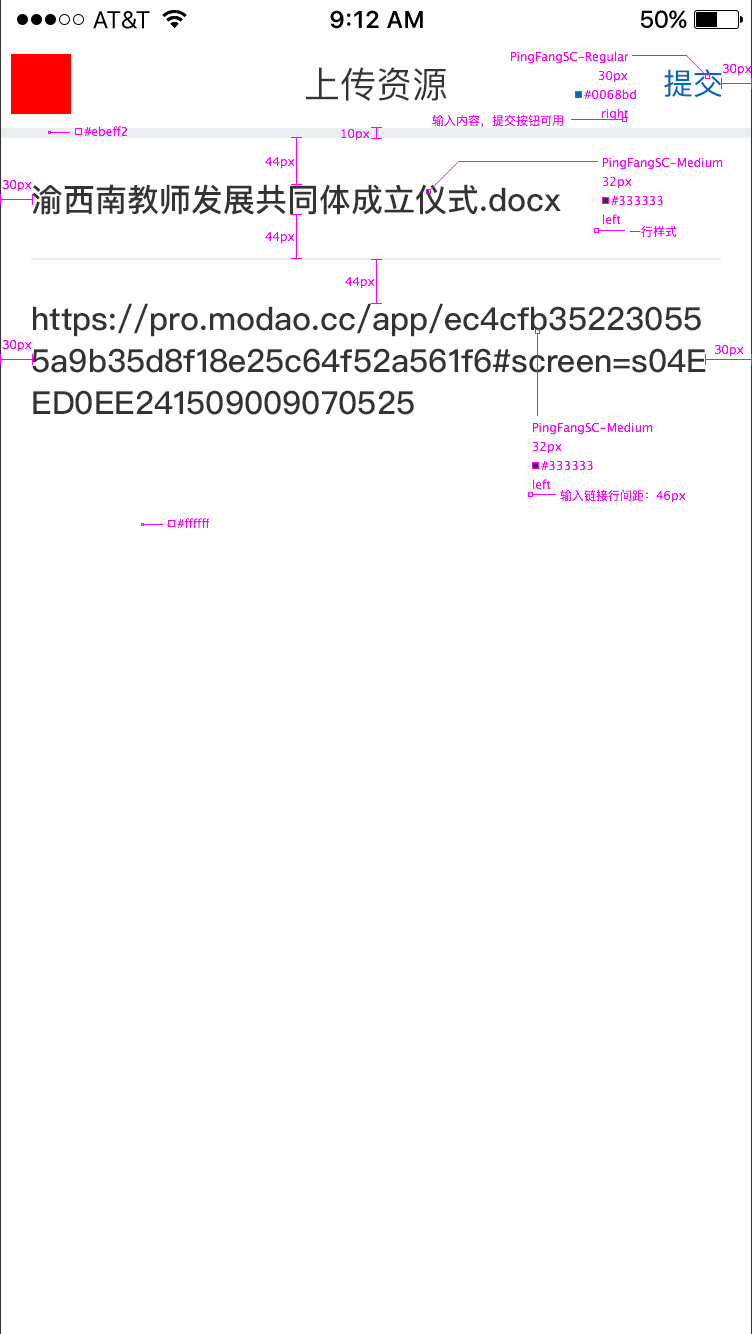 AT&T 9:12 AM 50%
PingFangSC-Regular
上传资源 提交 30px
30px
#0068bd
right
输入内容，提交按钮可用
#ebeff2 10px
44px
PingFangSC-Medium
32px
#333333
left
一行样式
30px
渝西南教师发展共同体成立仪式.docx
44px
44px
https://pro.modao.cc/app/ec4cfb35223055
30px 5a9b35d8f18e25c64f52a561f6#screen=s04E 30px
ED0EE241509009070525
PingFangSC-Medium
32px
#333333
left
输入链接行间距：46px
#ffffff